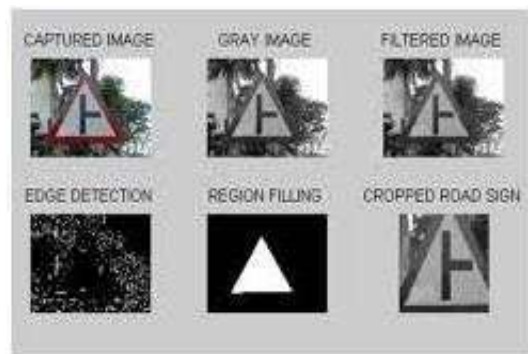 CAPTURED IMAGE
GRAY IMAGE
FILTERED IMAGE
EDGE DETECTION
REGION FILLING
CROPPED ROAD SIGN